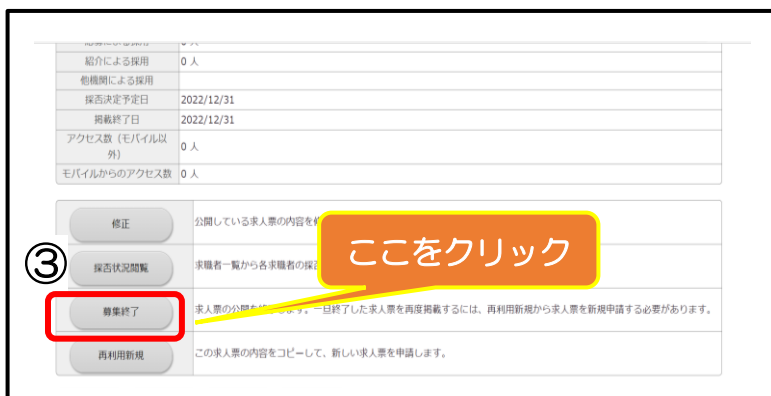 紹介による採用 0 人
他機関による採用
採否決定予定日 2022/12/31
掲載終了日 2022/12/31
アクセス数（モバイル以
外） 0 人
モバイルからのアクセス数 0 人
修正 公開している求人票の内容を
ここをクリック
③
採否状況閲覧 求職者一覧から各求職者の採
募集終了 求人票の公開を します。一旦終了した求人票を再度掲載するには、再利用新規から求人票を新規申請する必要があります。
再利用新規 この求人票の内容をコピーして、新しい求人票を申請します。